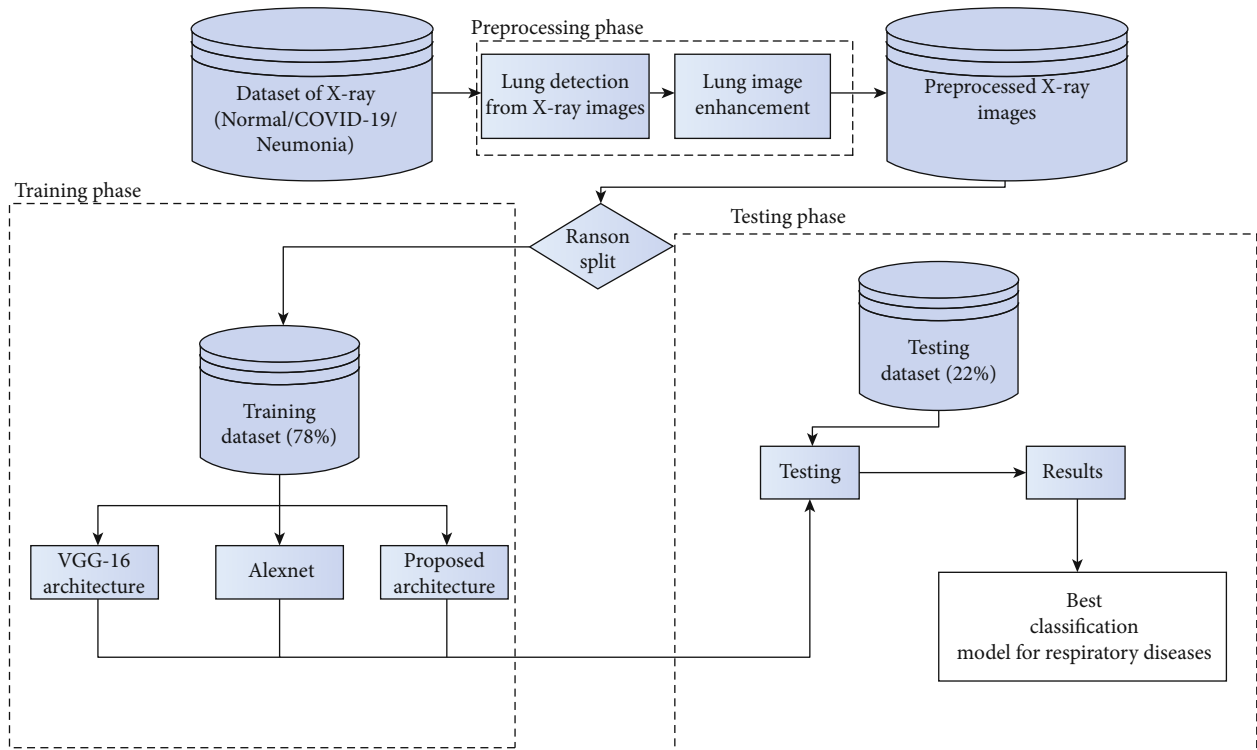 Preprocessing phase
Dataset of X-ray
(Normal/COVID-19/
Neumonia)
Lung detection
from X-ray images
Lung image
enhancement
Preprocessed X-ray
images
Training phase
Ranson
split
Testing phase
Training
dataset (78%)
VGG-16
architecture
Alexnet
Proposed
architecture
Testing
dataset (22%)
Testing
Results
Best
classification
model for respiratory diseases